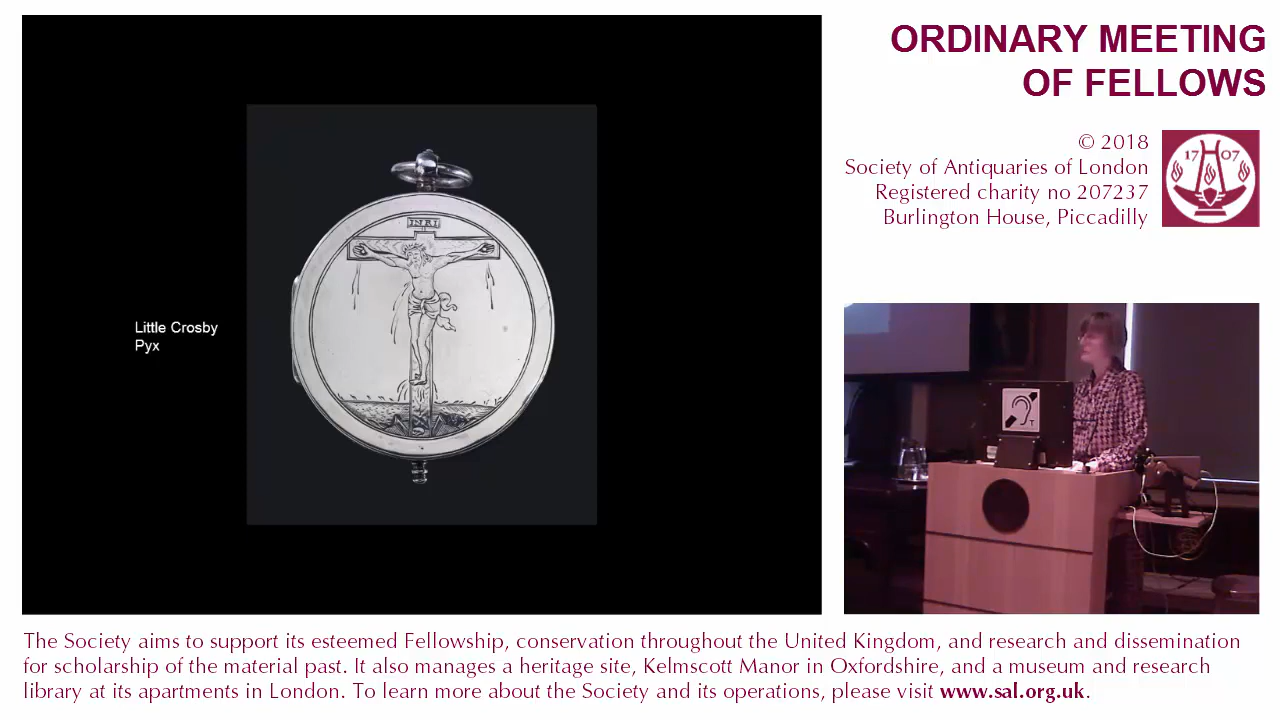 ORDINARY MEETING
OF FELLOWS
© 2018
Society of Antiquaries of London
Registered charity no 207237
Burlington House, Piccadilly
1707
INRI
Little Crosby
Pyx
T
The Society aims to support its esteemed Fellowship, conservation throughout the United Kingdom, and research and dissemination
for scholarship of the material past. It also manages a heritage site, Kelmscott Manor in Oxfordshire, and a museum and research
library at its apartments in London. To learn more about the Society and its operations, please visit www.sal.org.uk.